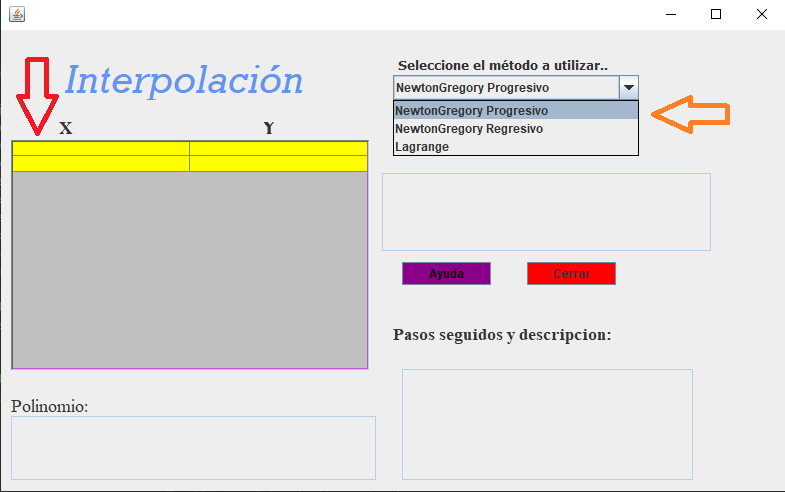 Interpolación
X Y
Seleccione el método a utilizar..
NewtonGregory Progresivo
NewtonGregory Progresivo
NewtonGregory Regresivo
Lagrange
Ayuda Cerrar
Pasos seguidos y descripcion:
Polinomio: